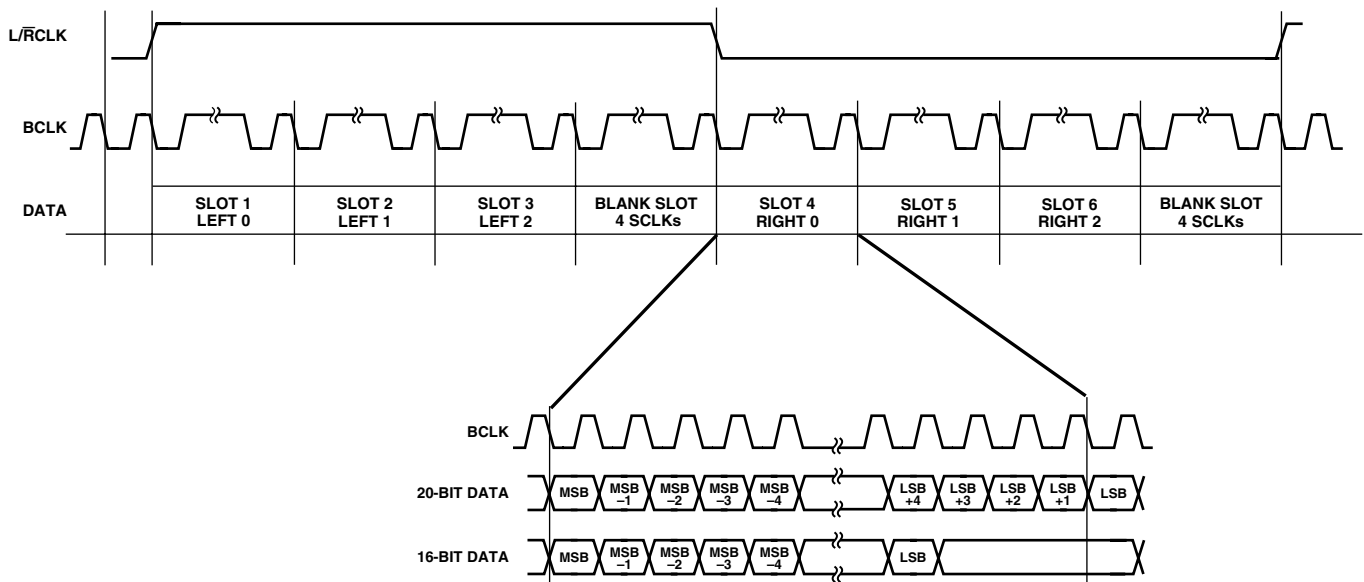 L/R̅CLK
BCLK
DATA
SLOT 1
LEFT 0
SLOT 2
LEFT 1
SLOT 3
LEFT 2
BLANK SLOT
4 SCLKs
SLOT 4
RIGHT 0
SLOT 5
RIGHT 1
SLOT 6
RIGHT 2
BLANK SLOT
4 SCLKs
BCLK
20-BIT DATA
MSB
MSB
–1
MSB
–2
MSB
–3
MSB
–4
LSB
+4
LSB
+3
LSB
+2
LSB
+1
LSB
16-BIT DATA
MSB
MSB
–1
MSB
–2
MSB
–3
MSB
–4
LSB